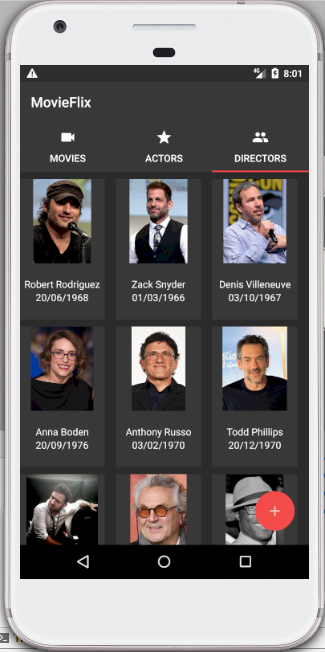 4G 8:01
MovieFlix
MOVIES ACTORS DIRECTORS
Robert Rodriguez Zack Snyder Denis Villeneuve
20/06/1968 01/03/1966 03/10/1967
Anna Boden Anthony Russo Todd Phillips
20/09/1976 03/02/1970 20/12/1970